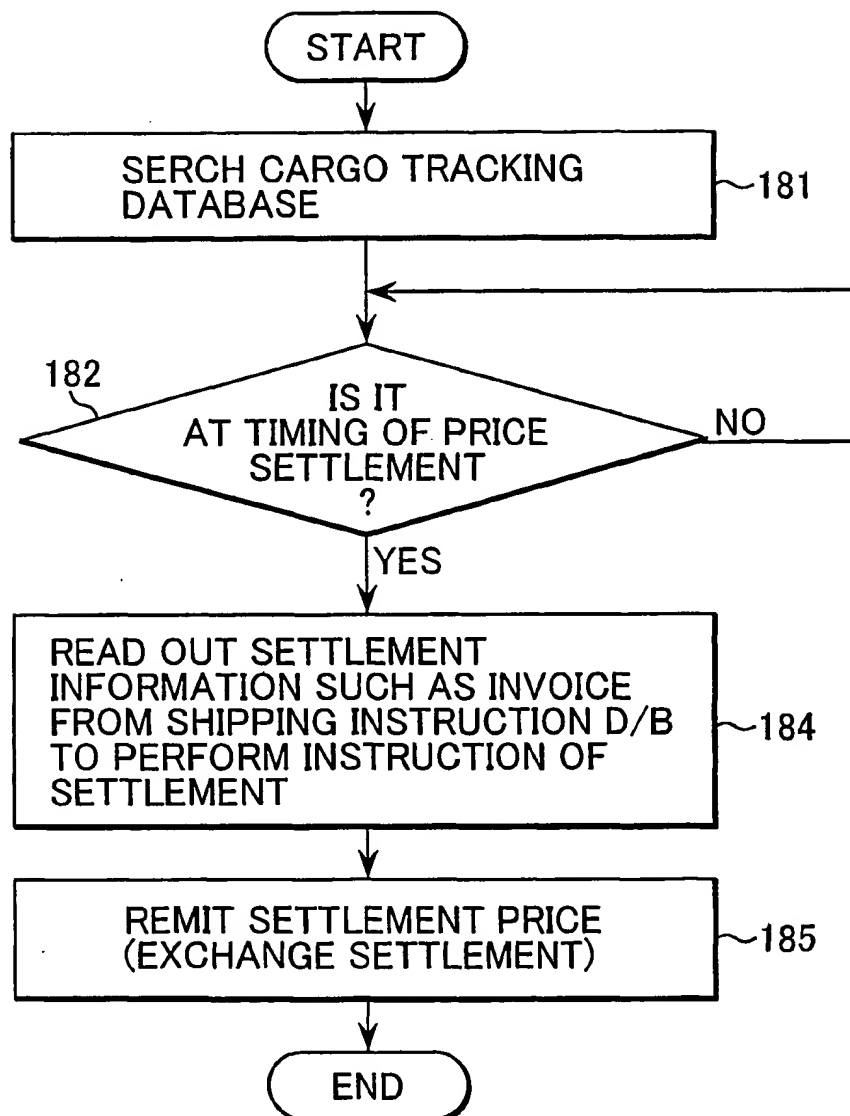 START
SERCH CARGO TRACKING
DATABASE
181
182
IS IT
AT TIMING OF PRICE
SETTLEMENT
?
NO
YES
READ OUT SETTLEMENT
INFORMATION SUCH AS INVOICE
FROM SHIPPING INSTRUCTION D/B
TO PERFORM INSTRUCTION OF
SETTLEMENT
184
REMIT SETTLEMENT PRICE
(EXCHANGE SETTLEMENT)
185
END